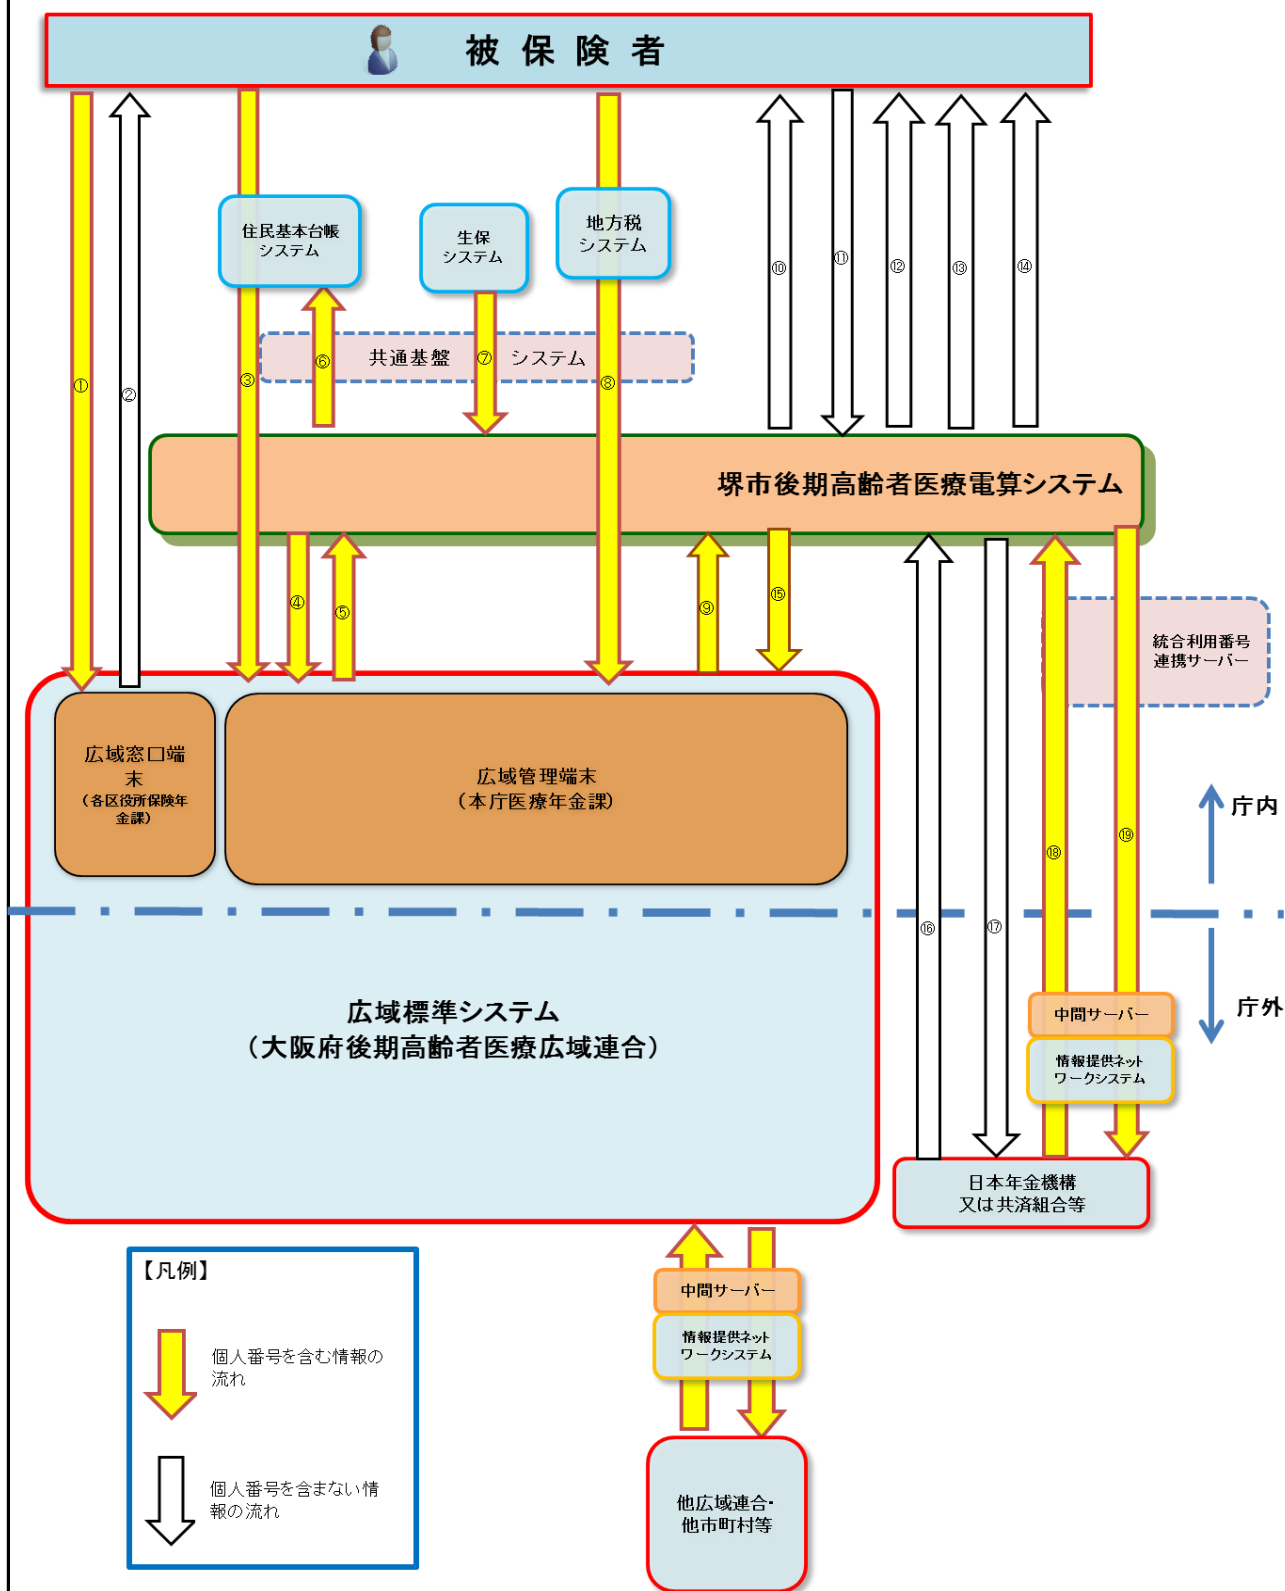 被保険者
住民基本台帳
システム
生保
システム
地方税
システム
⑩
⑪
⑫
⑬
⑭
共通基盤 システム
①
②
③
⑥
⑦
⑧
堺市後期高齢者医療電算システム
④
⑤
⑨
⑮
統合利用番号
連携サーバー
広域窓口端
末
（各区役所保険年
金課）
広域管理端末
（本庁医療年金課）
庁内
⑯
⑰
⑱
⑲
庁外
広域標準システム
（大阪府後期高齢者医療広域連合）
中間サーバー
情報提供ネット
ワークシステム
日本年金機構
又は共済組合等
【凡例】
個人番号を含む情報の
流れ
個人番号を含まない情
報の流れ
中間サーバー
情報提供ネット
ワークシステム
他広域連合・
他市町村等